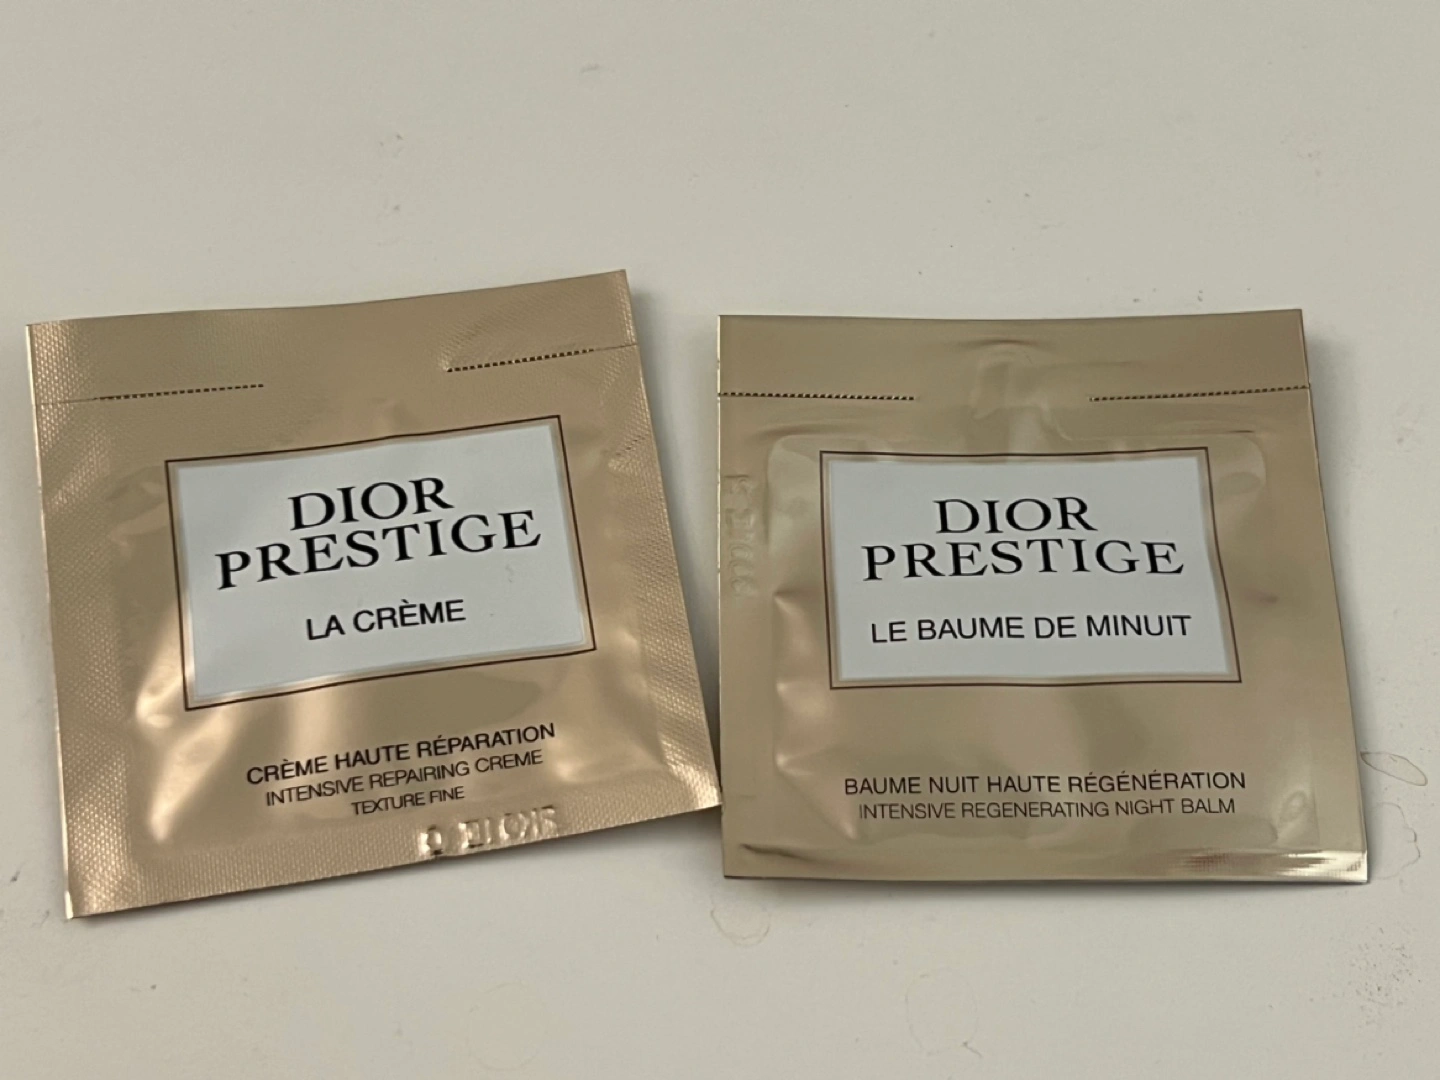 DIOR
PRESTIGE
LA CRÈME
CRÈME HAUTE RÉPARATION
INTENSIVE REPAIRING CREME
TEXTURE FINE
DIOR
PRESTIGE
LE BAUME DE MINUIT
BAUME NUIT HAUTE RÉGÉNÉRATION
INTENSIVE REGENERATING NIGHT BALM